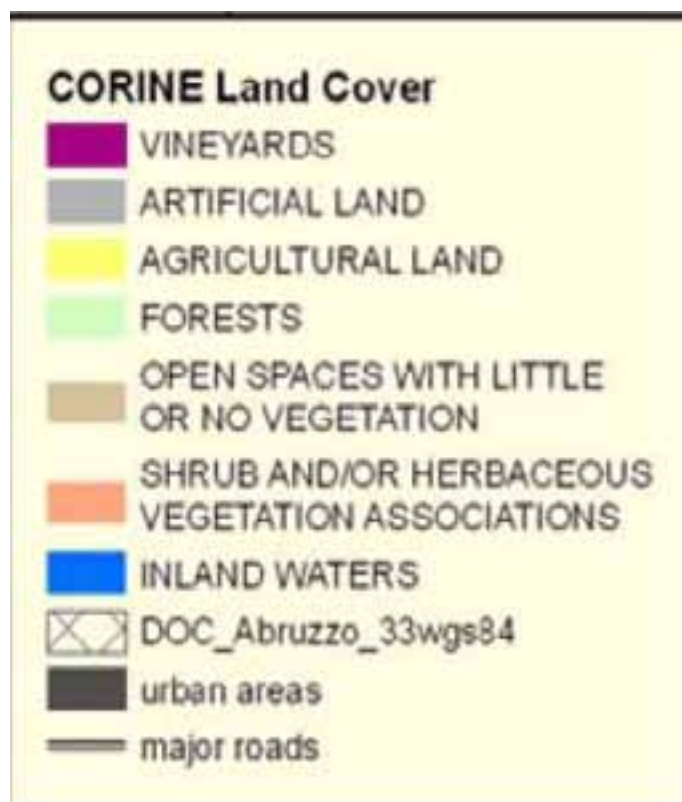 CORINE Land Cover
VINEYARDS
ARTIFICIAL LAND
AGRICULTURAL LAND
FORESTS
OPEN SPACES WITH LITTLE
OR NO VEGETATION
SHRUB AND/OR HERBACEOUS
VEGETATION ASSOCIATIONS
INLAND WATERS
DOC_Abruzzo_33wgs84
urban areas
major roads